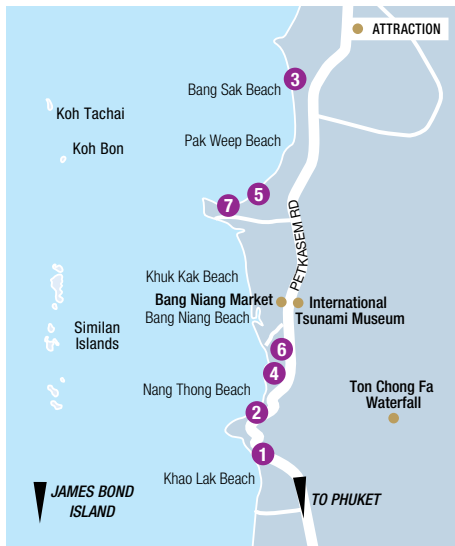 ATTRACTION
3
Bang Sak Beach
Koh Tachai
Pak Weep Beach
Koh Bon
5
7
PETKASEM RD
Khuk Kak Beach
Bang Niang Market
International
Tsunami Museum
Bang Niang Beach
Similan
Islands
6
4
Nang Thong Beach
Ton Chong Fa
Waterfall
2
1
Khao Lak Beach
JAMES BOND
ISLAND
TO PHUKET